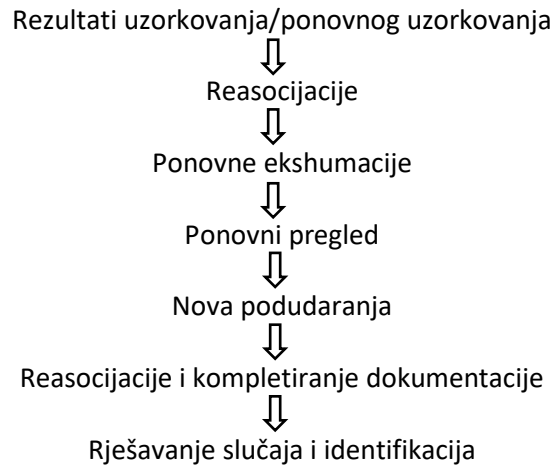 Rezultati uzorkovanja/ponovnog uzorkovanja
Reasocijacije
Ponovne ekshumacije
Ponovni pregled
Nova podudaranja
Reasocijacije i kompletiranje dokumentacije
Rješavanje slučaja i identifikacija